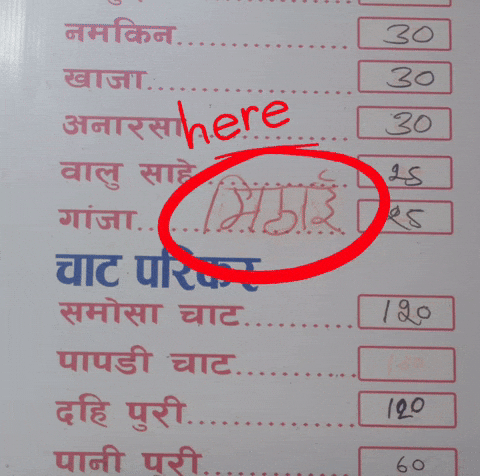 नमकिन 30
खाजा 30
अनारसा 30
here
वालु साहे 25
मिठाई
गांजा 25
चाट परिकर
समोसा चाट 120
पापडी चाट
दहि पुरी 120
पानी पुरी 60